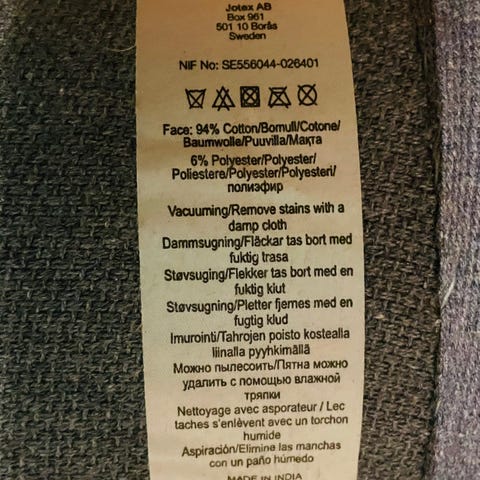 Jotex AB
Box 961
501 10 Borås
Sweden
NIF No: SE556044-026401
Face: 94% Cotton/Bomull/Cotone/
Baumwolle/Puuvilla/Мақта
6% Polyester/Polyester/
Poliestere/Polyester/Polyesteri/
полиэфир
Vacuuming/Remove stains with a
damp cloth
Dammsugning/Fläckar tas bort med
fuktig trasa
Støvsuging/Flekker tas bort med en
fuktig klut
Støvsugning/Pletter fjernes med en
fugtig klud
Imurointi/Tahrojen poisto kostealla
liinalla pyyhkimällä
Можно пылесоить/Пятна можно
удалить с помощью влажной
тряпки
Nettoyage avec asporateur / Lec
taches s'enlèvent avec un torchon
humide
Aspiración/Elimine las manchas
con un paño húmedo
MADE IN INDIA